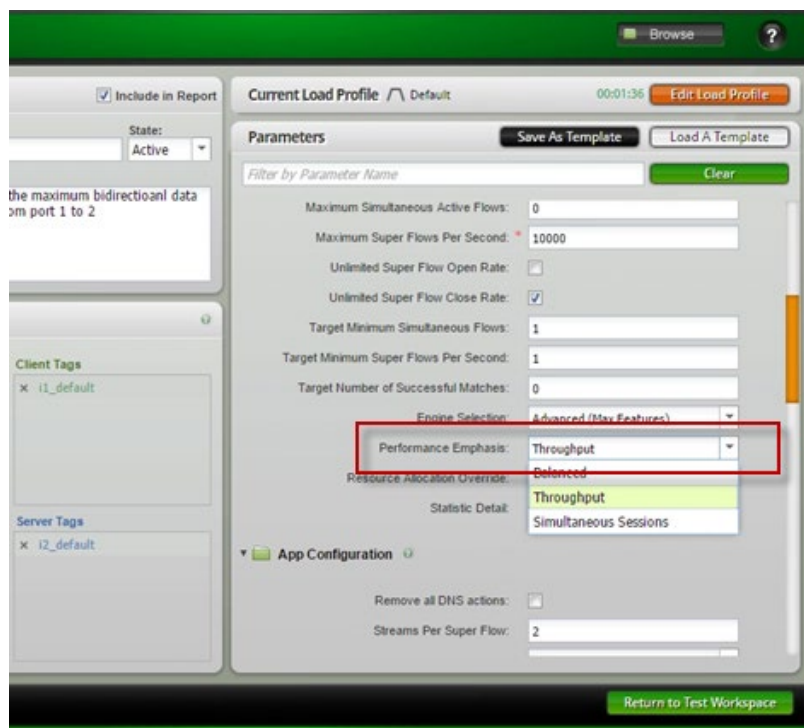 Browse
?
Include in Report
State:
Active
the maximum bidirectioanl data
om port 1 to 2
Client Tags
× i1_default
Server Tags
× i2_default
Current Load Profile Default 00:01:36 Edit Load Profile
Parameters Save As Template Load A Template
Filter by Parameter Name Clear
Maximum Simultaneous Active Flows: 0
Maximum Super Flows Per Second: * 10000
Unlimited Super Flow Open Rate:
Unlimited Super Flow Close Rate:
Target Minimum Simultaneous Flows: 1
Target Minimum Super Flows Per Second: 1
Target Number of Successful Matches: 0
Engine Selection: Advanced (Max Features)
Performance Emphasis: Throughput
Balanced
Resource Allocation Override:
Throughput
Statistic Detail:
Simultaneous Sessions
App Configuration
Remove all DNS actions:
Streams Per Super Flow: 2
Return to Test Workspace